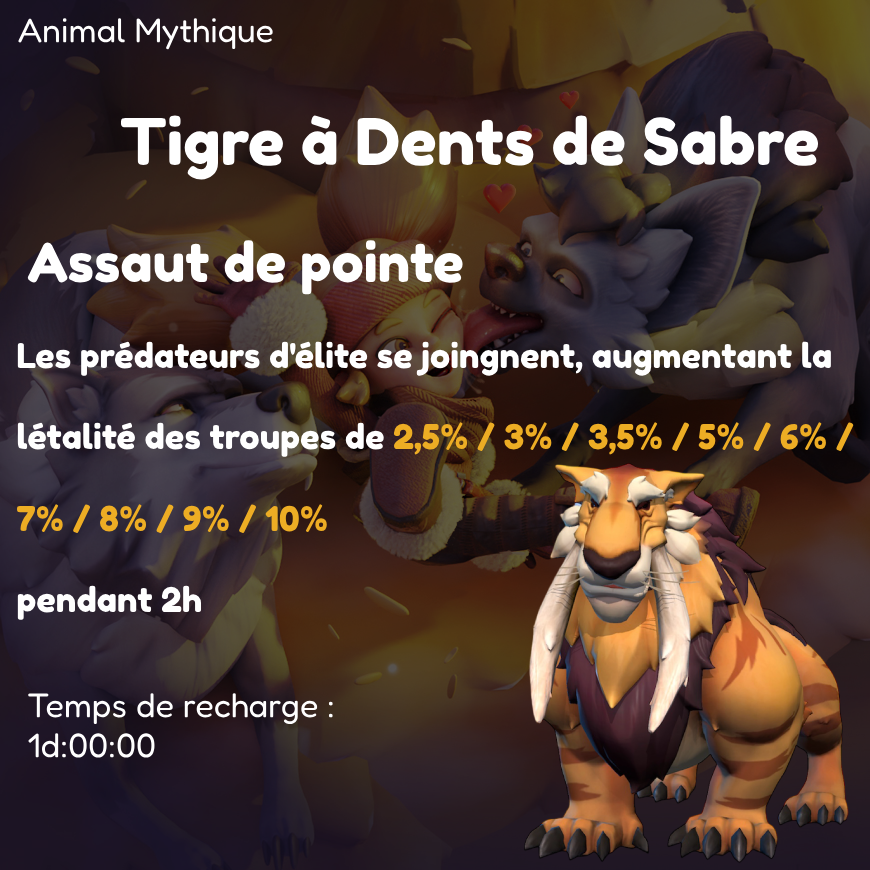 Animal Mythique
Tigre à Dents de Sabre
Assaut de pointe
Les prédateurs d'élite se joingnent, augmentant la
létalité des troupes de 2,5% / 3% / 3,5% / 5% / 6% /
7% / 8% / 9% / 10%
pendant 2h
Temps de recharge :
1d:00:00